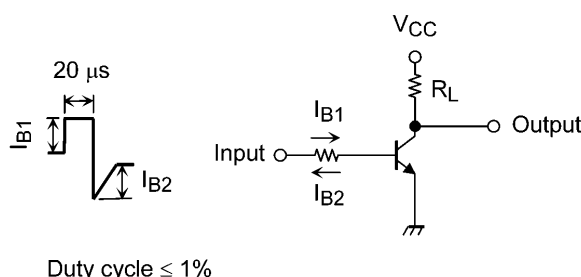 20 μs
IB1
IB2
VCC
RL
Output
IB1
Input
IB2
Duty cycle ≤ 1%